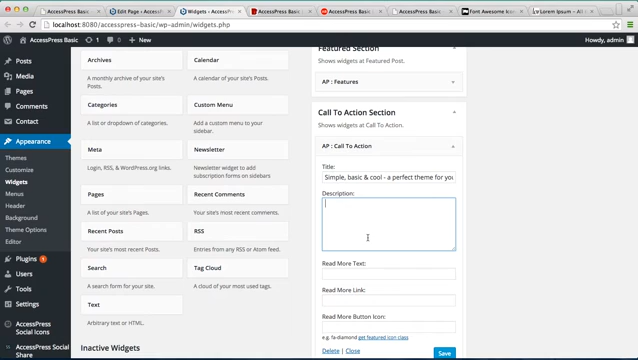 AccessPress Basic
Edit Page ‹ AccessPress
Widgets ‹ AccessPress B
AccessPress Basic
AccessPress Basic
Font Awesome Ico
Lorem Ipsum – Al
localhost:8080/accesspress-basic/wp-admin/widgets.php
AccessPress Basic
1
0
New
Howdy, admin
Posts
Media
Pages
Comments
Contact
Appearance
Themes
Customize
Widgets
Menus
Header
Background
Theme Options
Editor
Plugins 1
Users
Tools
Settings
AccessPress
Social Icons
AccessPress Social
Share
Archives
A monthly archive of your site's
Posts.
Calendar
A calendar of your site's Posts.
Categories
A list or dropdown of categories.
Custom Menu
Add a custom menu to your
sidebar.
Meta
Login, RSS, & WordPress.org links.
Newsletter
Newsletter widget to add
subscription forms on sidebar
Pages
A list of your site's Pages.
Recent Comments
Your site's most recent comments.
Recent Posts
Your site's most recent Posts.
RSS
Entries from any RSS or Atom feed.
Search
A search form for your site.
Tag Cloud
A cloud of your most used tags.
Text
Arbitrary text or HTML.
Inactive Widgets
Featured Section
Shows widgets at Featured Post.
AP : Features
Call To Action Section
Shows widgets at Call To Action.
AP : Call To Action
Title:
Simple, basic & cool - a perfect theme for you
Description:
Read More Text:
Read More Link:
Read More Button Icon:
e.g. fa-diamond get featured icon class
Delete | Close
Save